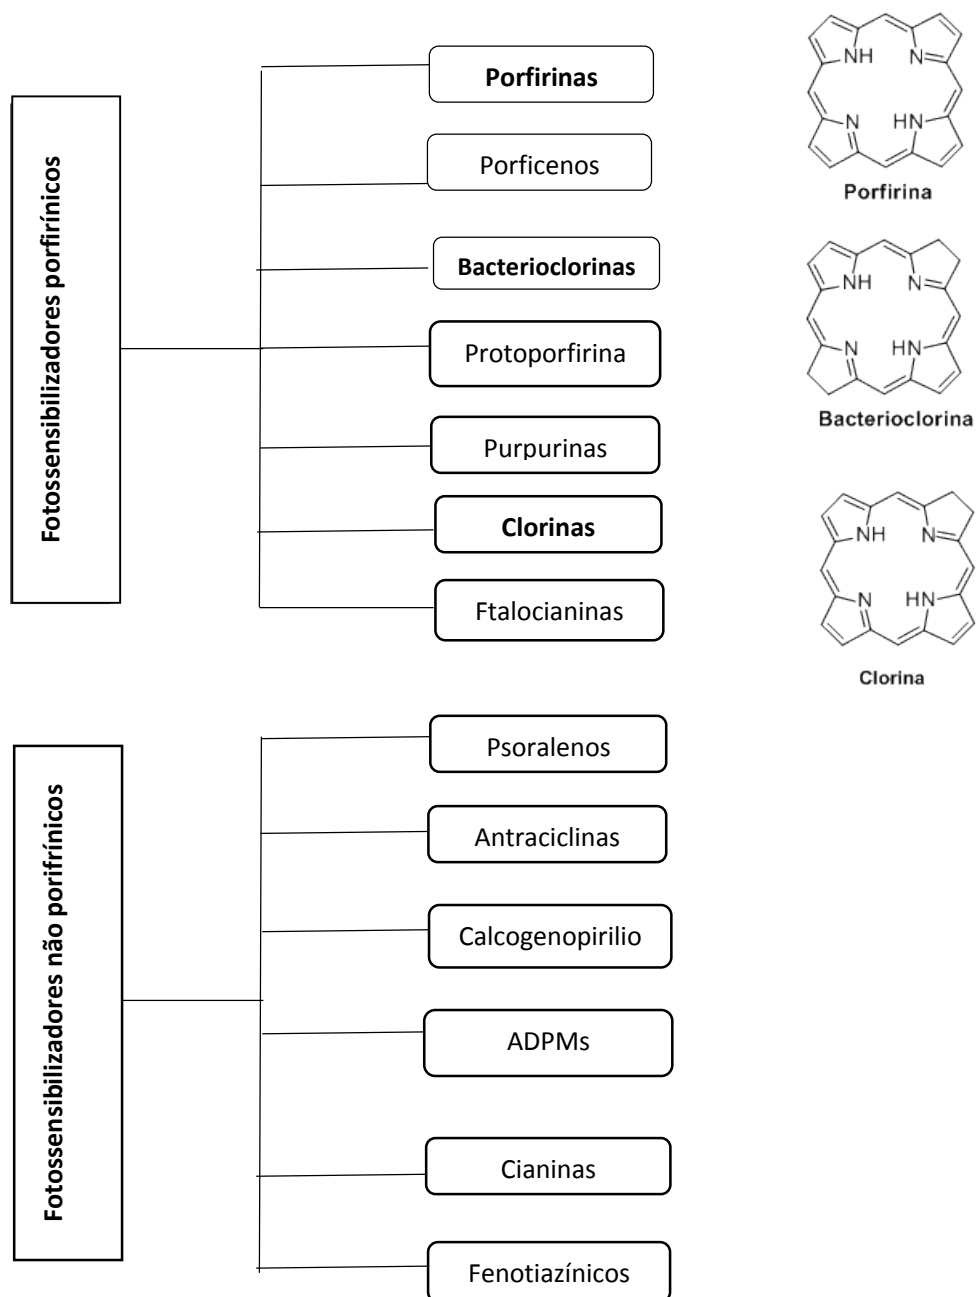 Fotossensibilizadores porfirínicos
Porfirinas
Porficenos
Bacterioclorinas
Protoporfirina
Purpurinas
Clorinas
Ftalocianinas
NH
N
N
HN
Porfirina
NH
N
N
HN
Bacterioclorina
NH
N
N
HN
Clorina
Fotossensibilizadores não porifrínicos
Psoralenos
Antraciclinas
Calcogenopirilio
ADPMs
Cianinas
Fenotiazínicos